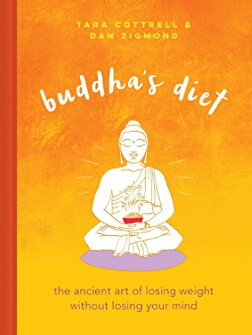 TARA COTTRELL &
DAN ZIGMOND
buddha's diet
the ancient art of losing weight
without losing your mind